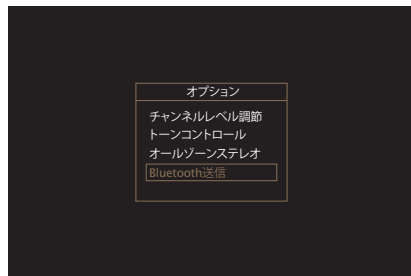 オプション
チャンネルレベル調節
トーンコントロール
オールゾーンステレオ
Bluetooth送信